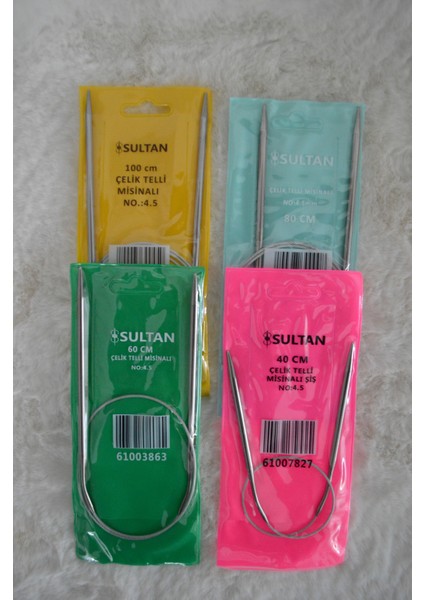 SULTAN
100 cm
ÇELİK TELLİ
MİSİNALI
NO.:4.5
SULTAN
ÇELİK TELLİ
80 CM
SULTAN
60 CM
ÇELİK TELLİ MİSİNALI
NO:4.5
61003863
SULTAN
40 CM
ÇELİK TELLİ
MİSİNALI ŞİŞ
NO:4.5
61007827